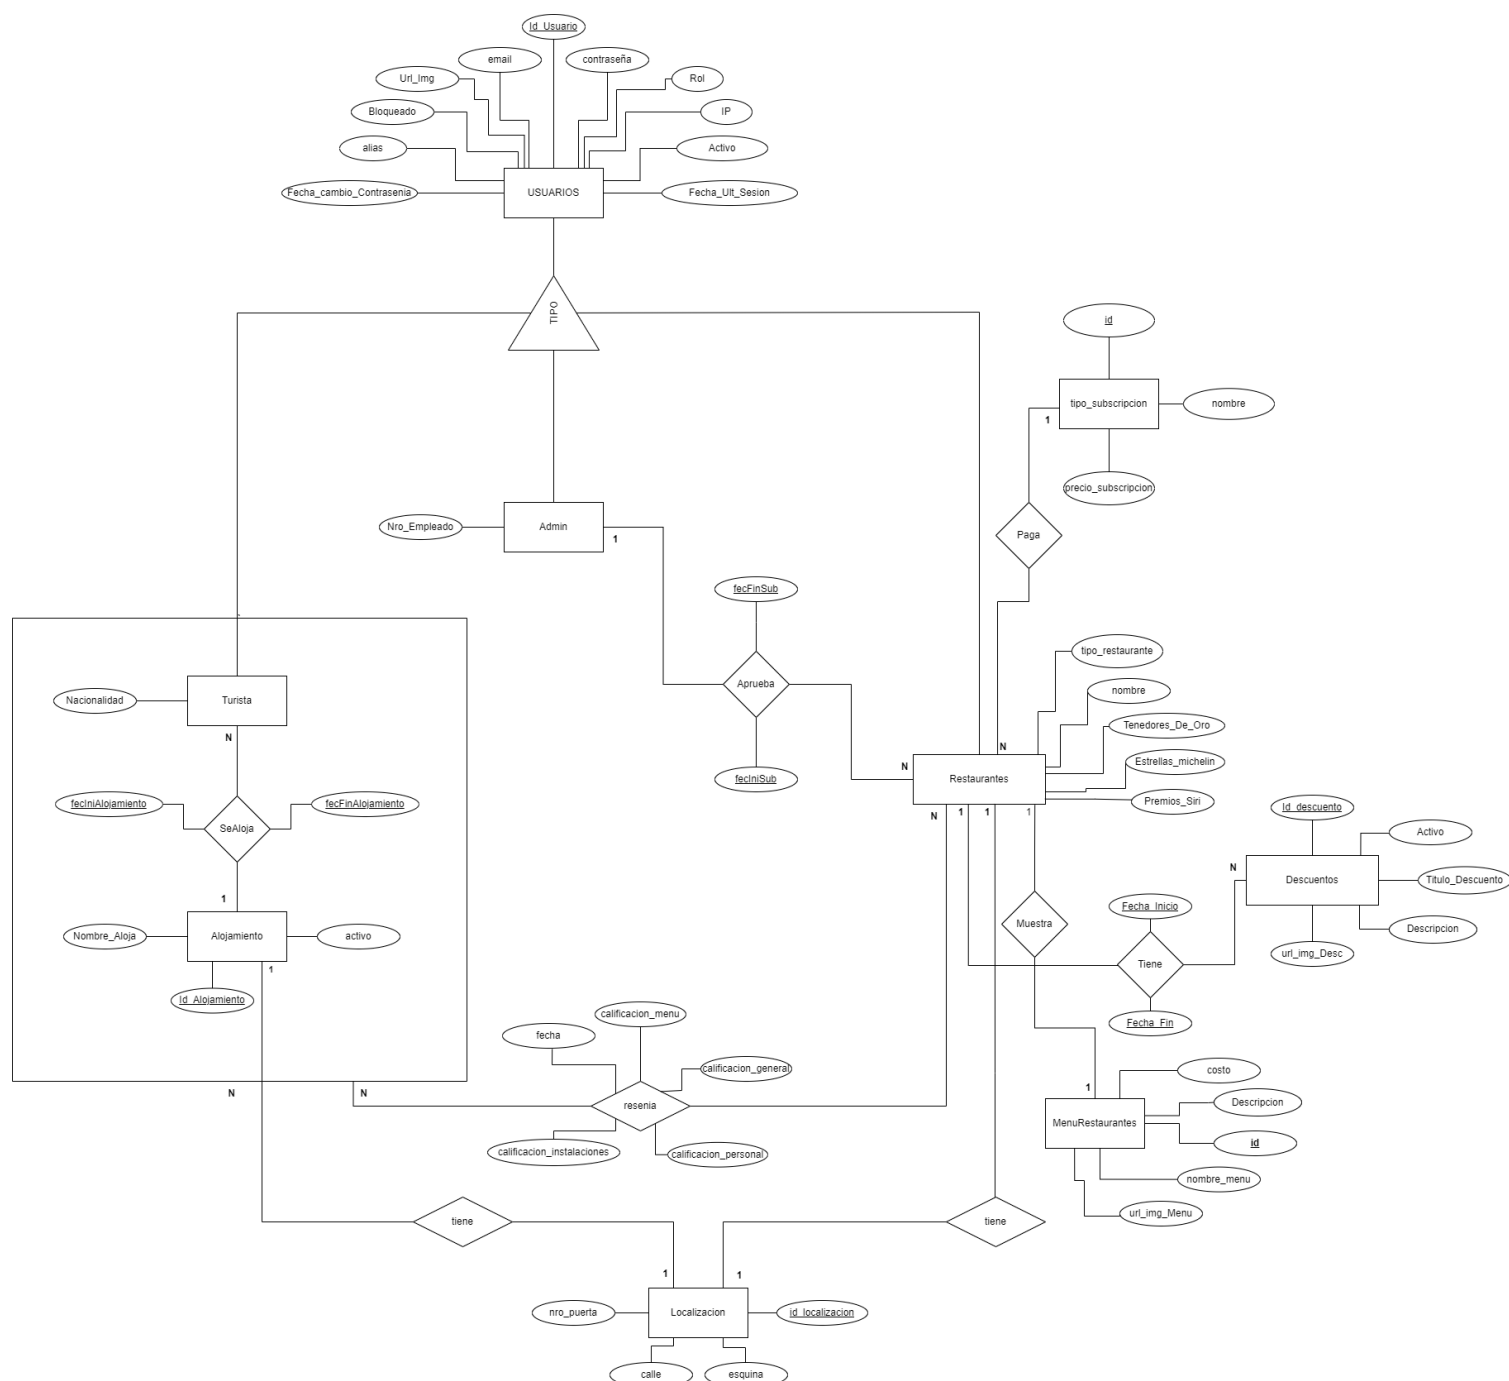 Id_Usuario
email
contraseña
Url_Img
Rol
Bloqueado
IP
alias
Activo
Fecha_cambio_Contrasenia
USUARIOS
Fecha_Ult_Sesion
TIPO
id
tipo_subscripcion
nombre
1
precio_subscripcion
Nro_Empleado
Admin
1
Paga
fecFinSub
tipo_restaurante
Aprueba
nombre
Nacionalidad
Turista
N
Tenedores_De_Oro
N
Estrellas_michelin
N
Restaurantes
fecIniSub
Premios_Siri
fecIniAlojamiento
fecFinAlojamiento
SeAloja
N
1
1
1
Id_descuento
Activo
N
Descuentos
Titulo_Descuento
1
Fecha_Inicio
Muestra
Descripcion
Nombre_Aloja
Alojamiento
activo
url_img_Desc
1
Tiene
Id_Alojamiento
Fecha_Fin
calificacion_menu
fecha
calificacion_general
costo
N
N
resenia
1
Descripcion
MenuRestaurantes
id
calificacion_instalaciones
calificacion_personal
nombre_menu
url_img_Menu
tiene
tiene
1
1
nro_puerta
Localizacion
id_localizacion
calle
esquina